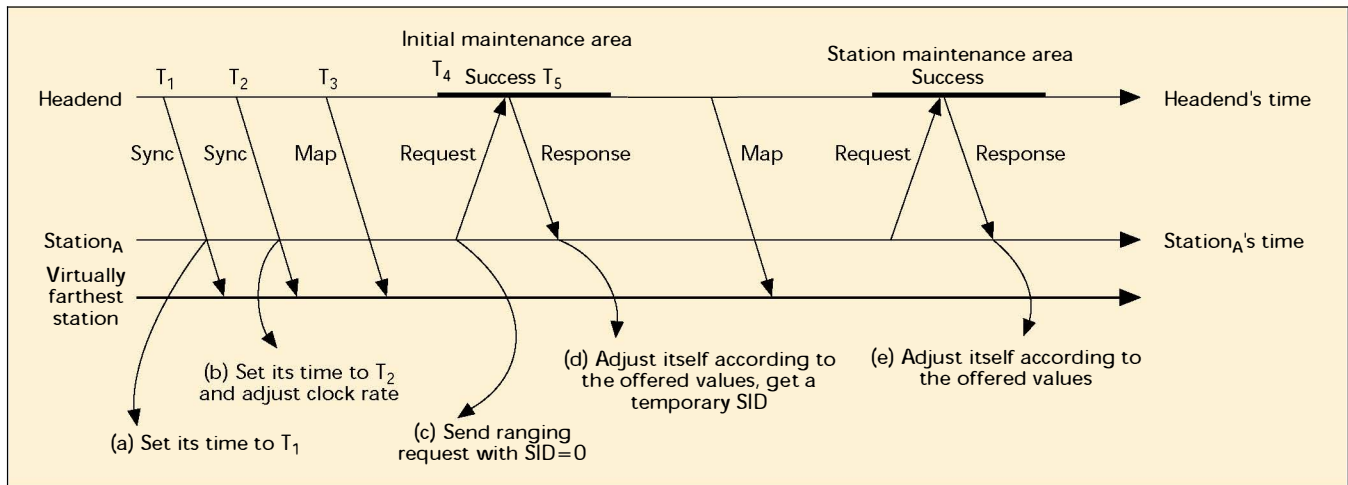 Initial maintenance area
Station maintenance area
T1 T2 T3 T4 Success T5 Success
Headend Headend's time
Sync Sync Map Request Response Map Request Response
StationA StationA's time
Virtually
farthest
station
(a) Set its time to T1
(b) Set its time to T2
and adjust clock rate
(c) Send ranging
request with SID=0
(d) Adjust itself according to
the offered values, get a
temporary SID
(e) Adjust itself according to
the offered values